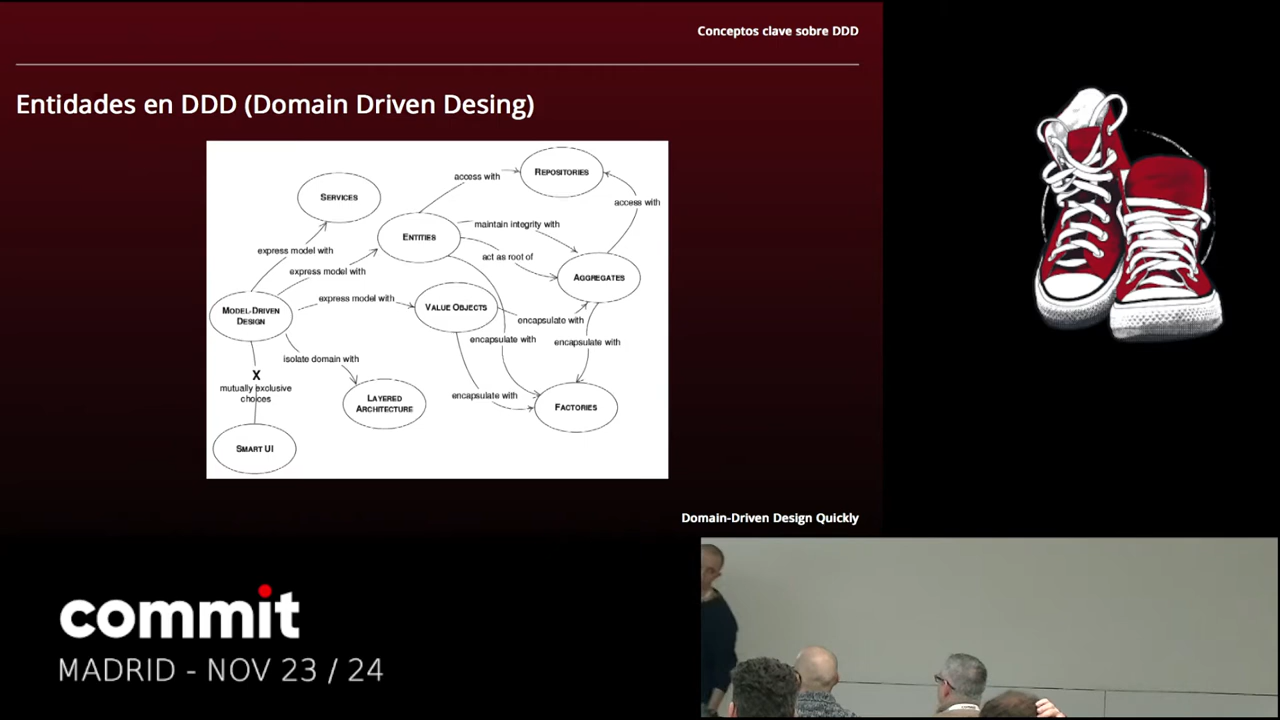 Conceptos clave sobre DDD
Entidades en DDD (Domain Driven Desing)
REPOSITORIES
access with
SERVICES
access with
maintain integrity with
ENTITIES
express model with
act as root of
express model with
AGGREGATES
express model with
VALUE OBJECTS
MODEL-DRIVEN
DESIGN
encapsulate with
encapsulate with
encapsulate with
isolate domain with
X
mutually exclusive
choices
encapsulate with
LAYERED
ARCHITECTURE
FACTORIES
SMART UI
Domain-Driven Design Quickly
commit
MADRID - NOV 23 / 24